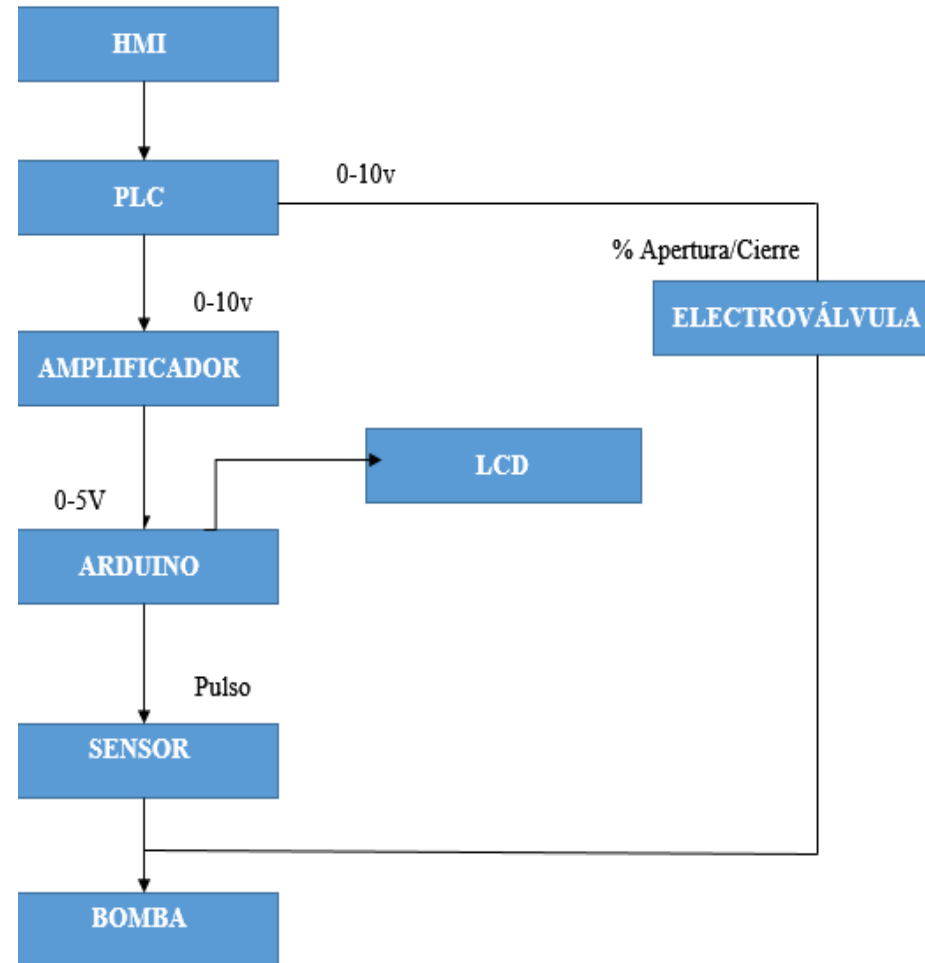 HMI
0-10v
PLC
% Apertura/Cierre
0-10v
ELECTROVÁLVULA
AMPLIFICADOR
LCD
0-5V
ARDUINO
Pulso
SENSOR
BOMBA